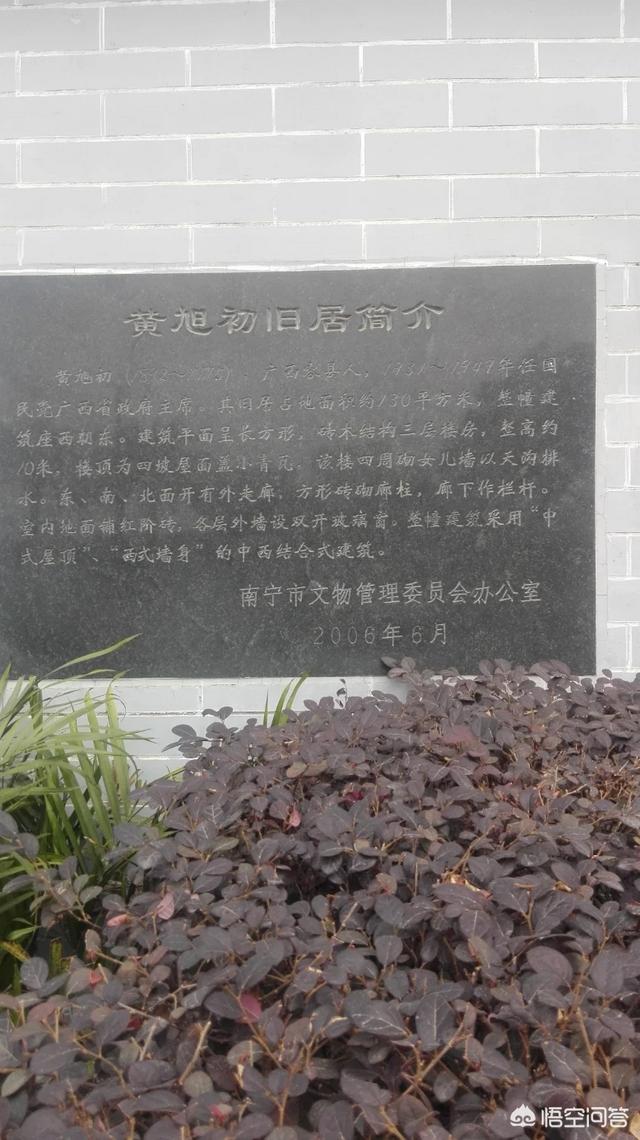 黄旭初旧居简介
黄旭初（1892～1975），广西容县人，1931～1949年任国
民党广西省政府主席。其旧居占地面积约130平方米，整幢建
筑座西朝东。建筑平面呈长方形，砖木结构三层楼房，整高约
10米，楼顶为四坡屋面盖小青瓦，该楼四周砌女儿墙以天沟排
水。东、南、北面开有外走廊，方形砖砌廊柱，廊下作栏杆。
室内地面铺红阶砖，各层外墙设双开玻璃窗。整幢建筑采用“中
式屋顶”、“西式墙身”的中西结合式建筑。
南宁市文物管理委员会办公室
2006年6月
悟空问答